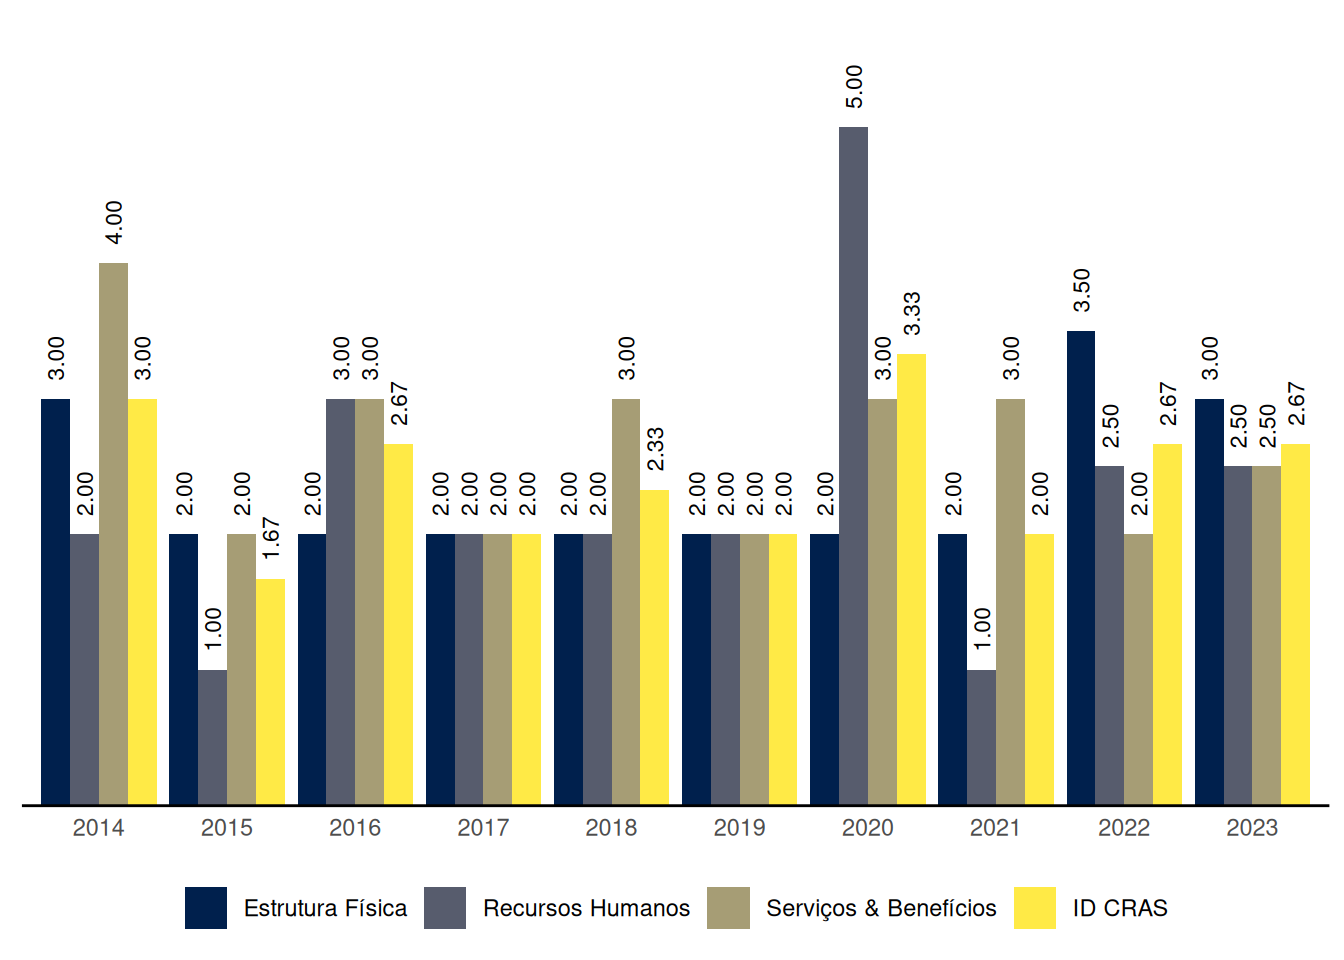 5.00
4.00
3.50
3.33
3.00 3.00 3.00 3.00 3.00 3.00 3.00 3.00
2.67 2.67 2.67
2.50 2.50 2.50
2.33
2.00 2.00 2.00 2.00 2.00 2.00 2.00 2.00 2.00 2.00 2.00 2.00 2.00 2.00 2.00 2.00 2.00 2.00 2.00
1.67
1.00 1.00
2014 2015 2016 2017 2018 2019 2020 2021 2022 2023
Estrutura Física Recursos Humanos Serviços & Benefícios ID CRAS